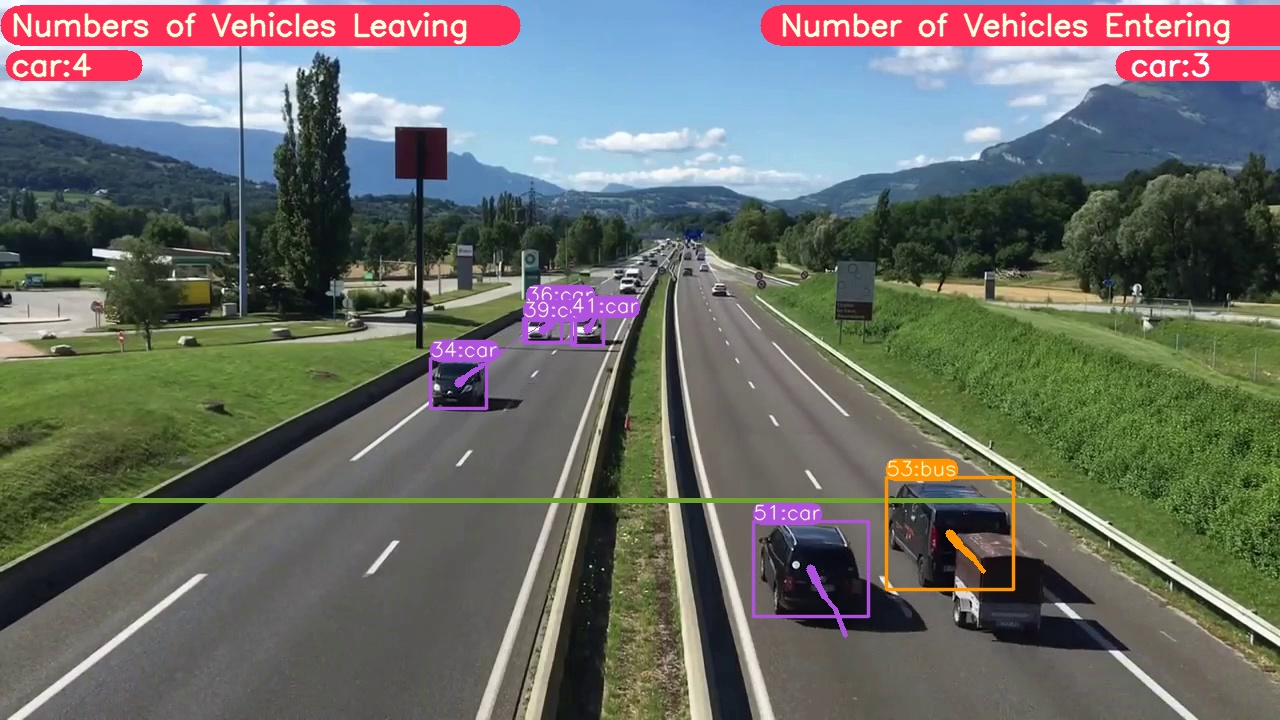 Numbers of Vehicles Leaving
Number of Vehicles Entering
car:4
car:3
36:car
39:c
41:car
34:car
53:bus
51:car